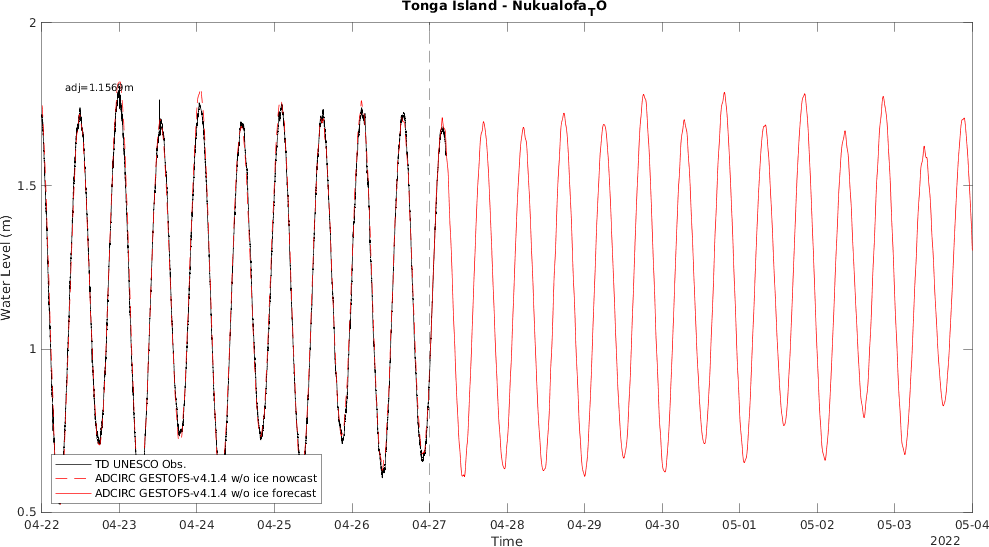 Tonga Island - Nukualofa_TO
adj=1.1569m
2
1.5
1
0.5
Water Level (m)
TD UNESCO Obs.
ADCIRC GESTOFS-v4.1.4 w/o ice nowcast
ADCIRC GESTOFS-v4.1.4 w/o ice forecast
04-22 04-23 04-24 04-25 04-26 04-27 04-28 04-29 04-30 05-01 05-02 05-03 05-04
Time
2022